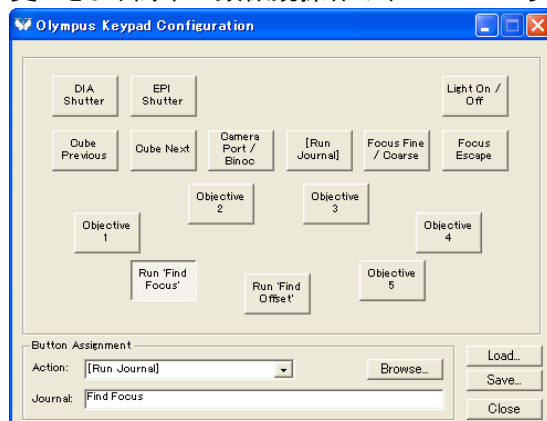 Olympus Keypad Configuration
DIA
Shutter
EPI
Shutter
Light On /
Off
Cube
Previous
Cube Next
Camera
Port /
Binoc
[Run
Journal]
Focus Fine
/ Coarse
Focus
Escape
Objective
1
Objective
2
Objective
3
Objective
4
Run 'Find
Focus'
Run 'Find
Offset'
Objective
5
Button Assignment
Action:
[Run Journal]
Browse...
Journal:
Find Focus
Load...
Save...
Close